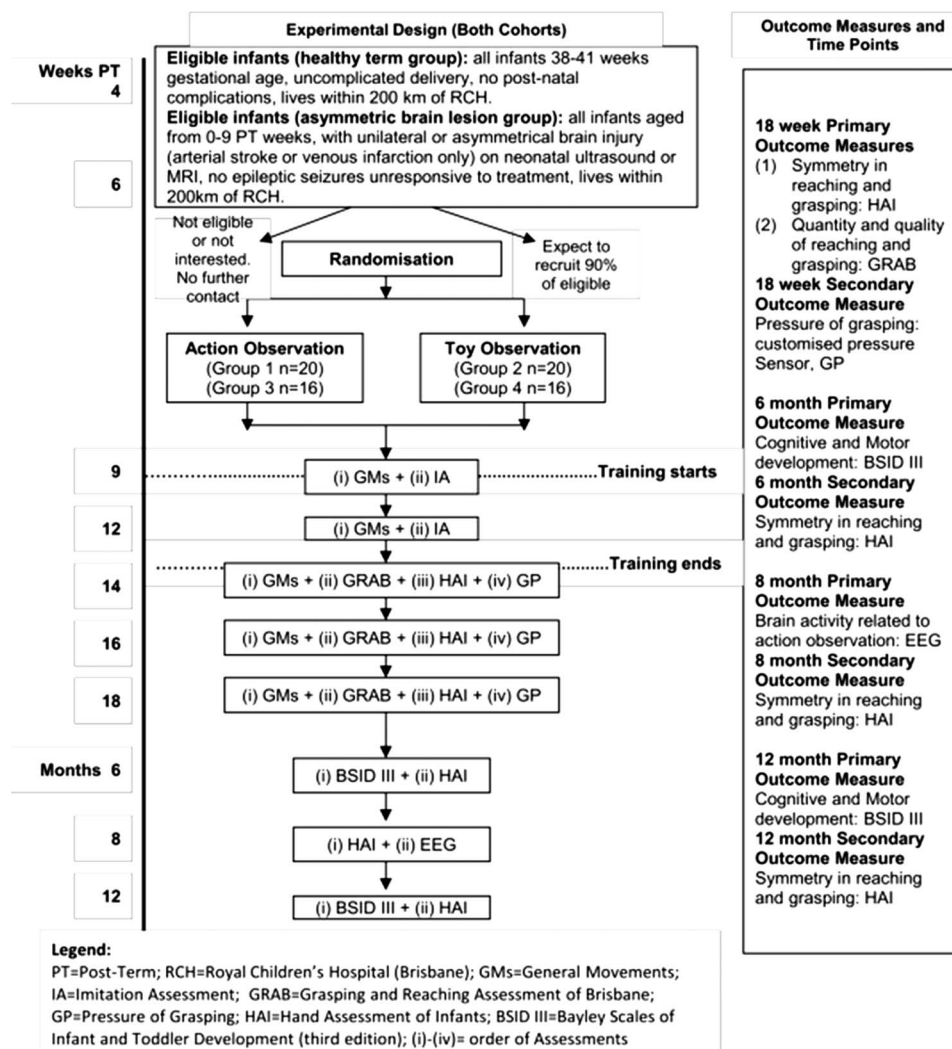 Experimental Design (Both Cohorts)
Weeks PT
4
Eligible infants (healthy term group): all infants 38-41 weeks
gestational age, uncomplicated delivery, no post-natal
complications, lives within 200 km of RCH.
Eligible infants (asymmetric brain lesion group): all infants aged
from 0-9 PT weeks, with unilateral or asymmetrical brain injury
(arterial stroke or venous infarction only) on neonatal ultrasound or
MRI, no epileptic seizures unresponsive to treatment, lives within
200km of RCH.
6
Not eligible
or not
interested.
No further
contact
Randomisation
Expect to
recruit 90%
of eligible
Action Observation
(Group 1 n=20)
(Group 3 n=16)
Toy Observation
(Group 2 n=20)
(Group 4 n=16)
9
(i) GMs + (ii) IA
Training starts
12
(i) GMs + (ii) IA
Training ends
14
(i) GMs + (ii) GRAB + (iii) HAI + (iv) GP
16
(i) GMs + (ii) GRAB + (iii) HAI + (iv) GP
18
(i) GMs + (ii) GRAB + (iii) HAI + (iv) GP
Months 6
(i) BSID III + (ii) HAI
8
(i) HAI + (ii) EEG
12
(i) BSID III + (ii) HAI
Outcome Measures and
Time Points
18 week Primary
Outcome Measures
(1) Symmetry in
reaching and
grasping: HAI
(2) Quantity and quality
of reaching and
grasping: GRAB
18 week Secondary
Outcome Measure
Pressure of grasping:
customised pressure
Sensor, GP
6 month Primary
Outcome Measure
Cognitive and Motor
development: BSID III
6 month Secondary
Outcome Measure
Symmetry in reaching
and grasping: HAI
8 month Primary
Outcome Measure
Brain activity related to
action observation: EEG
8 month Secondary
Outcome Measure
Symmetry in reaching
and grasping: HAI
12 month Primary
Outcome Measure
Cognitive and Motor
development: BSID III
12 month Secondary
Outcome Measure
Symmetry in reaching
and grasping: HAI
Legend:
PT=Post-Term; RCH=Royal Children's Hospital (Brisbane); GMs=General Movements;
IA=Imitation Assessment; GRAB=Grasping and Reaching Assessment of Brisbane;
GP=Pressure of Grasping; HAI=Hand Assessment of Infants; BSID III=Bayley Scales of
Infant and Toddler Development (third edition); (i)-(iv)= order of Assessments